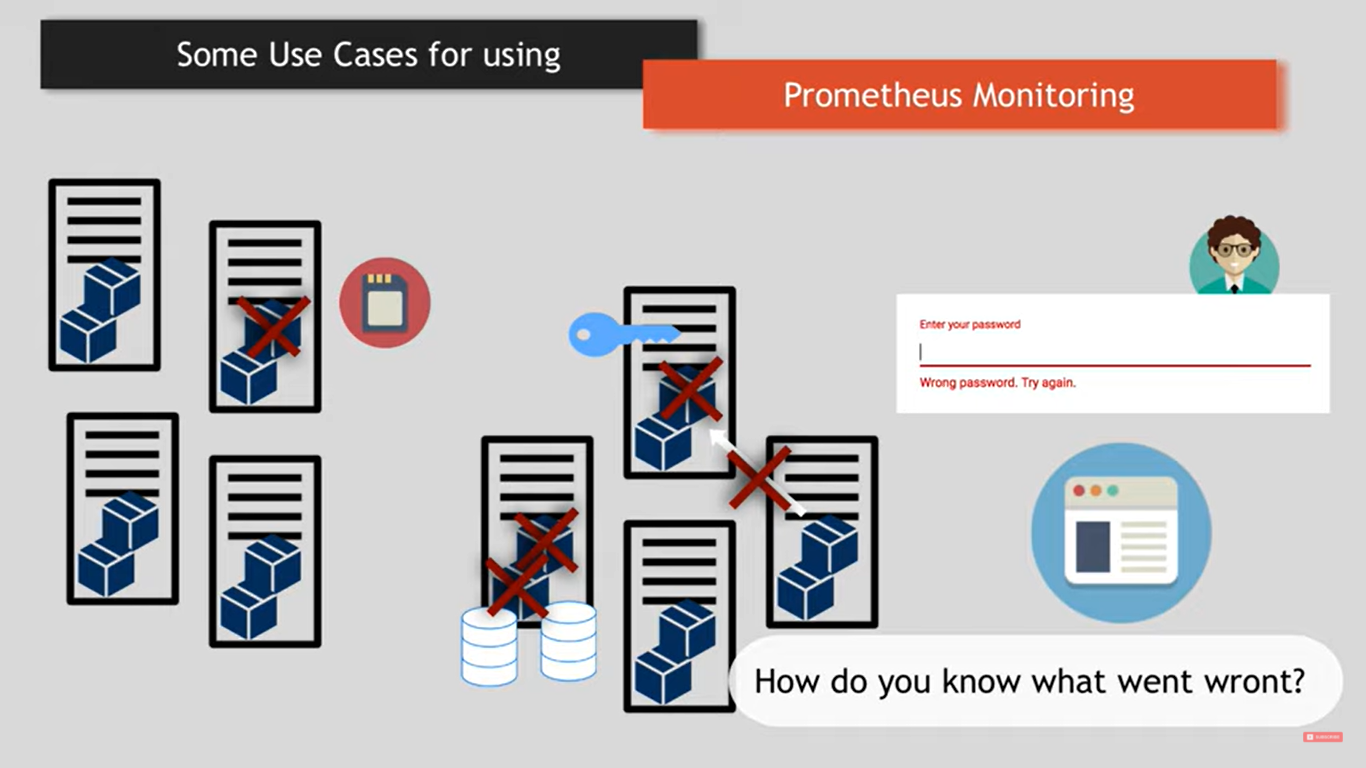 Some Use Cases for using
Prometheus Monitoring
Enter your password
Wrong password. Try again.
How do you know what went wront?
SUBSCRIBE